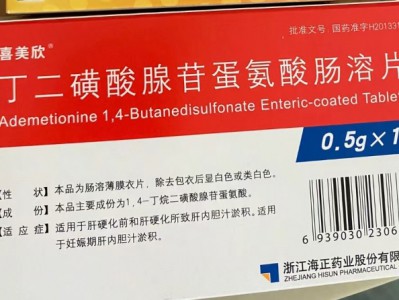 喜美欣
批准文号 国药准字H20133
丁二磺酸腺苷蛋氨酸肠溶片
Ademetionine 1,4-Butanedisulfonate Enteric-coated Table
0.5g×1
【性 状】本品为肠溶薄膜衣片，除去包衣后显白色或类白色。
【成 份】本品主要成份为1,4-丁烷二磺酸腺苷蛋氨酸。
【适 应 症】适用于肝硬化前和肝硬化所致肝内胆汁淤积。适用
于妊娠期肝内胆汁淤积。
6 939030 2306
浙江海正药业股份有
ZHEJIANG HISUN PHARMACEUTICAL
HISUN